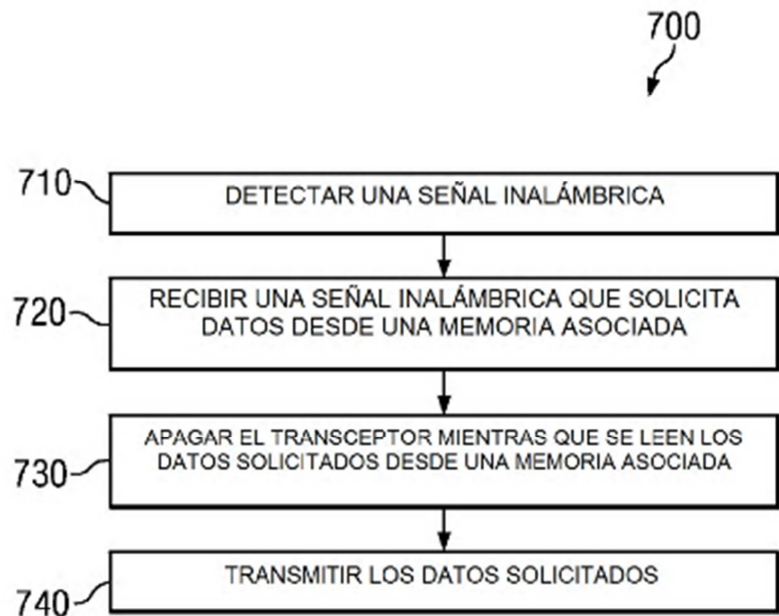 700
710
DETECTAR UNA SEÑAL INALÁMBRICA
720
RECIBIR UNA SEÑAL INALÁMBRICA QUE SOLICITA
DATOS DESDE UNA MEMORIA ASOCIADA
730
APAGAR EL TRANSCEPTOR MIENTRAS QUE SE LEEN LOS
DATOS SOLICITADOS DESDE UNA MEMORIA ASOCIADA
740
TRANSMITIR LOS DATOS SOLICITADOS